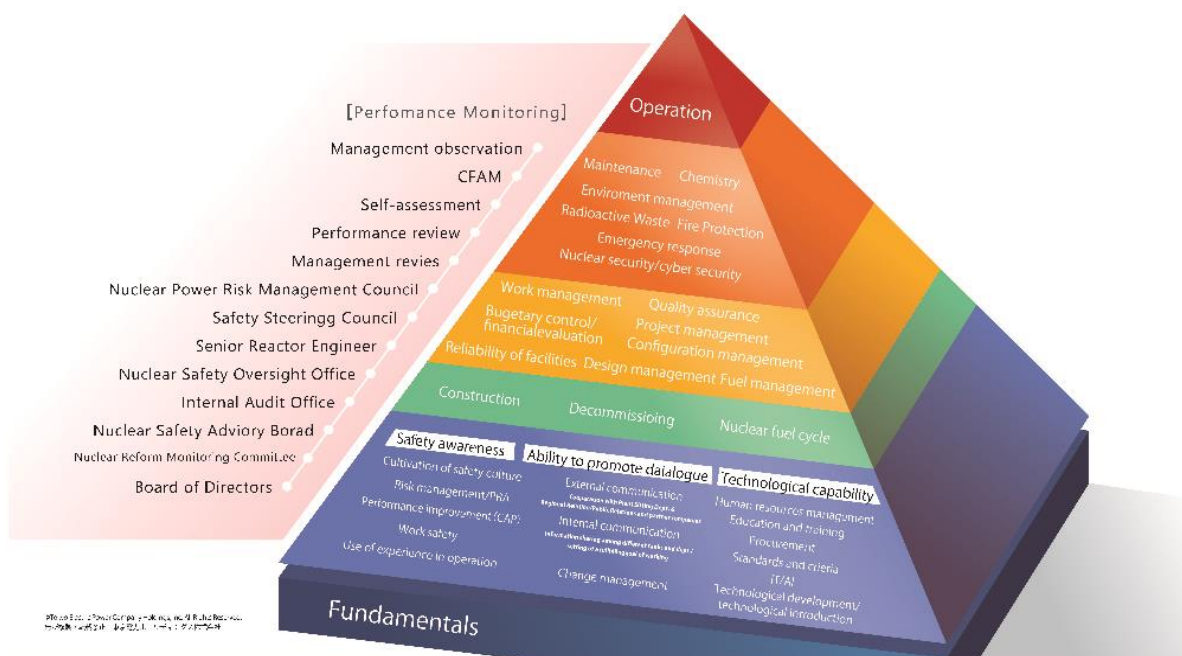 [Perfomance Monitoring]
Management observation
CFAM
Self-assessment
Performance review
Management revies
Nuclear Power Risk Management Council
Safety Steeringg Council
Senior Reactor Engineer
Nuclear Safety Oversight Office
Internal Audit Office
Nuclear Safety Adviory Borad
Nuclear Reform Monitoring Committee
Board of Directors
Operation
Maintenance Chemistry
Enviroment management
Radioactive Waste Fire Protection
Emergency response
Nuclear security/cyber security
Work management Quality assurance
Bugetary control/
financialevaluation
Project management
Configuration management
Reliability of facilities Design management Fuel management
Construction Decommissioing Nuclear fuel cycle
Safety awareness
Cultivation of safety culture
Risk management/PRA
Performance improvement (CAP)
Work safety
Use of experience in operation
Ability to promote dialogue
External communication
Internal communication
Change management
Technological capability
Human resources management
Education and training
Procurement
Standards and criteria
IT/AI
Technological development/
technological introduction
Fundamentals